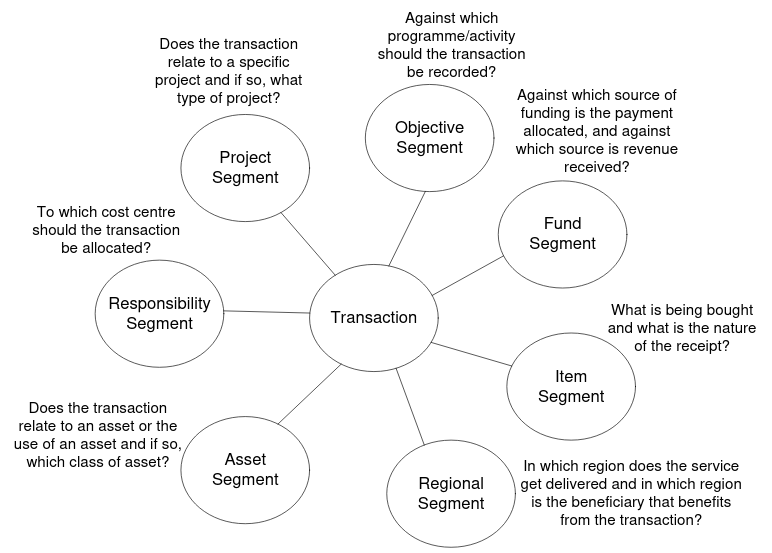 Against which
programme/activity
should the transaction
be recorded?
Does the transaction
relate to a specific
project and if so, what
type of project?
Objective
Segment
Against which source of
funding is the payment
allocated, and against
which source is revenue
received?
Project
Segment
Fund
Segment
To which cost centre
should the transaction
be allocated?
Responsibility
Segment
Transaction
What is being bought
and what is the nature
of the receipt?
Item
Segment
Does the transaction
relate to an asset or the
use of an asset and if so,
which class of asset?
Asset
Segment
Regional
Segment
In which region does the service
get delivered and in which region
is the beneficiary that benefits
from the transaction?